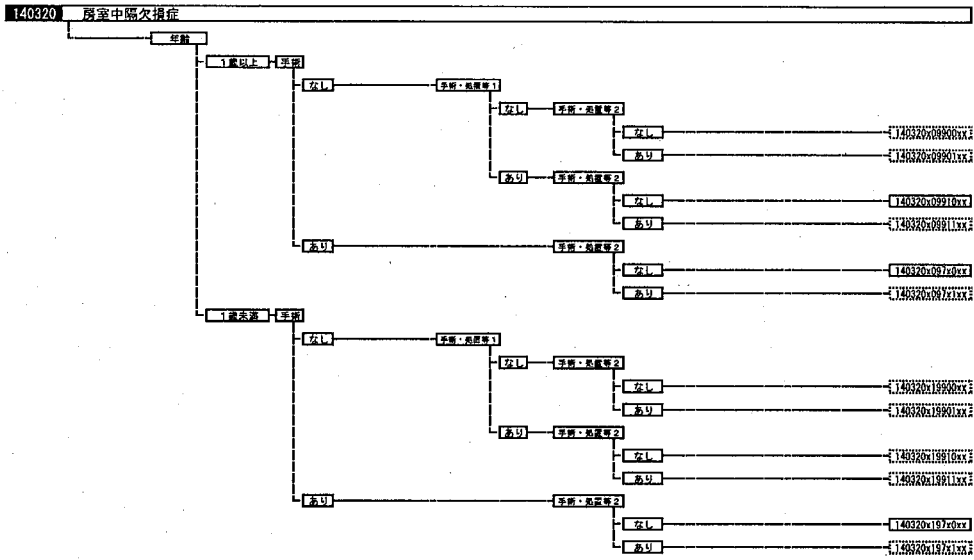 140320 房室中隔欠損症
年齢
1歳以上 手術
なし 手術・処置等1
なし 手術・処置等2
なし 140320x09900xx
あり 140320x09901xx
あり 手術・処置等2
なし 140320x09910xx
あり 140320x09911xx
あり 手術・処置等2
なし 140320x097x0xx
あり 140320x097x1xx
1歳未満 手術
なし 手術・処置等1
なし 手術・処置等2
なし 140320x19900xx
あり 140320x19901xx
あり 手術・処置等2
なし 140320x19910xx
あり 140320x19911xx
あり 手術・処置等2
なし 140320x197x0xx
あり 140320x197x1xx